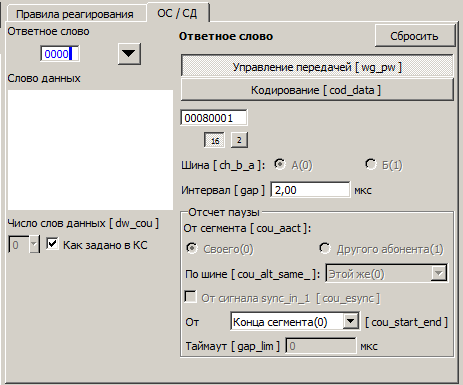 Правила реагирования
ОС / СД
Ответное слово
0000
Слово данных
Число слов данных [ dw_cou ]
0
Как задано в КС
Ответное слово
Сбросить
Управление передачей [ wg_pw ]
Кодирование [ cod_data ]
00080001
16
2
Шина [ ch_b_a ]:
А(0)
Б(1)
Интервал [ gap ]
2,00
мкс
Отсчет паузы
От сегмента [ cou_aact ]:
Своего(0)
Другого абонента(1)
По шине [ cou_alt_same_ ]:
Этой же(0)
От сигнала sync_in_1 [ cou_esync ]
От
Конца сегмента(0)
[ cou_start_end ]
Таймаут [ gap_lim ]
0
мкс